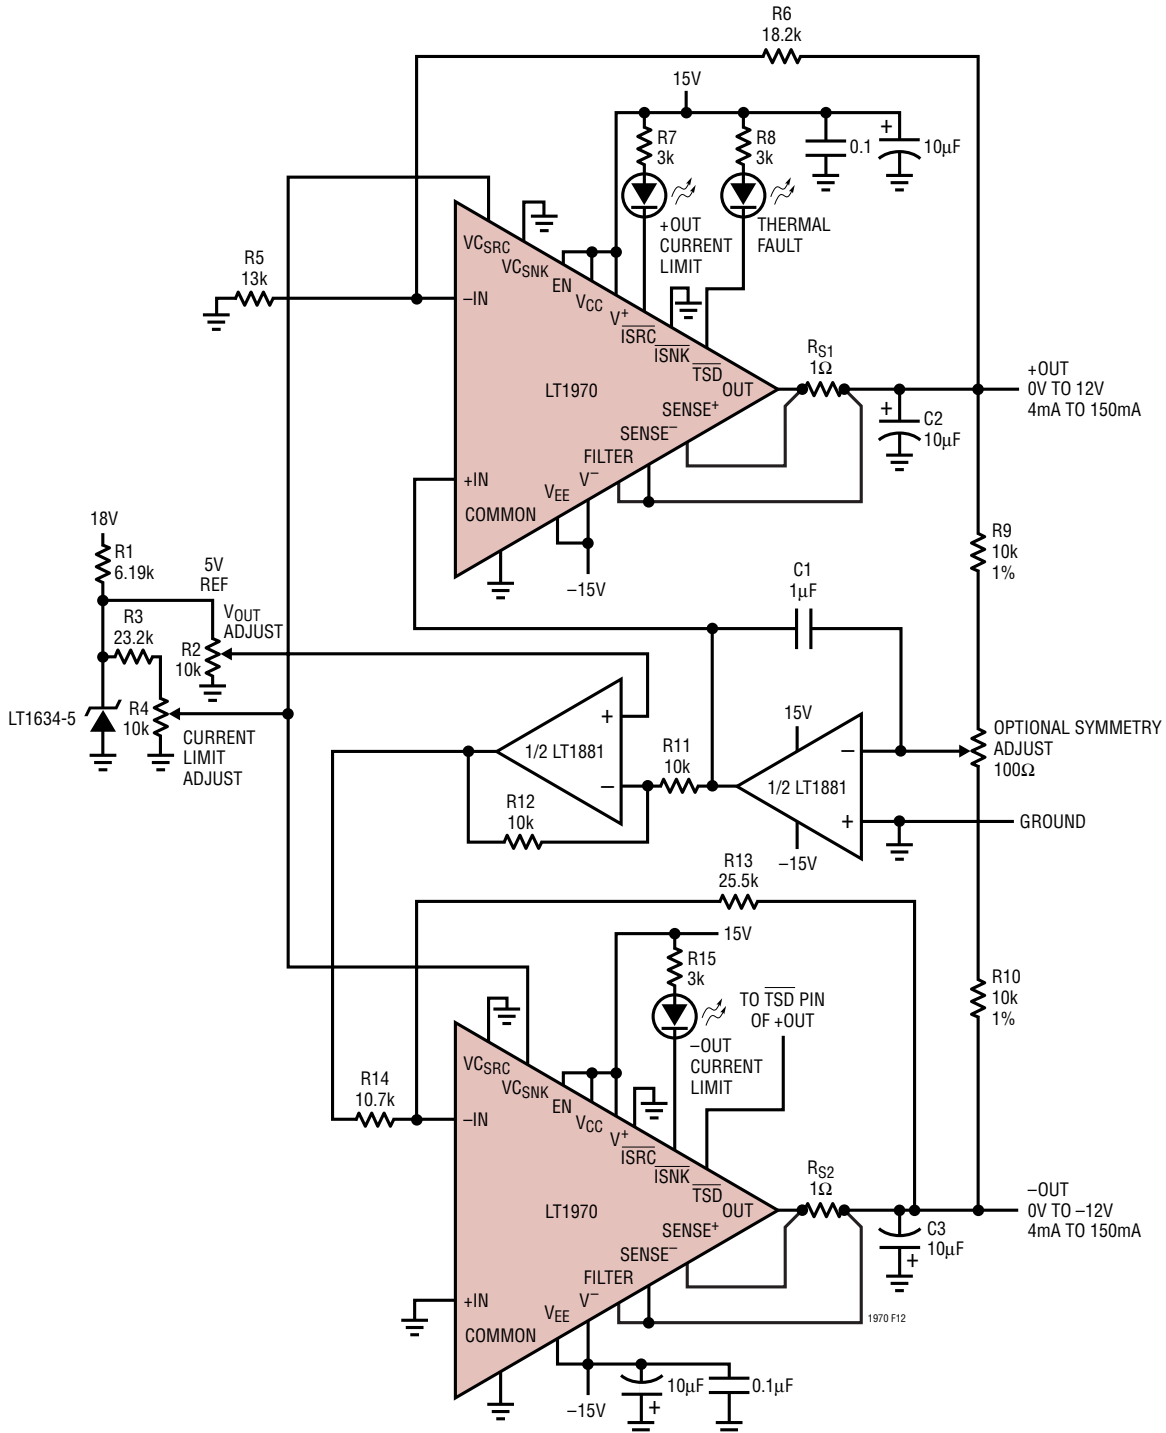 R6
18.2k
15V
R7
3k
R8
3k
0.1
+
10µF
+OUT
CURRENT
LIMIT
THERMAL
FAULT
VCSRC
VCSNK
EN
VCC
V+
ISRC
ISNK
TSD
OUT
R5
13k
–IN
LT1970
SENSE+
SENSE–
FILTER
V–
VEE
+IN
COMMON
–15V
RS1
1Ω
+OUT
0V TO 12V
4mA TO 150mA
+
C2
10µF
18V
R1
6.19k
5V
REF
VOUT
ADJUST
R3
23.2k
R2
10k
LT1634-5
R4
10k
CURRENT
LIMIT
ADJUST
C1
1µF
R9
10k
1%
+
1/2 LT1881
–
R11
10k
R12
10k
15V
–
1/2 LT1881
+
–15V
OPTIONAL SYMMETRY
ADJUST
100Ω
GROUND
R13
25.5k
15V
R15
3k
TO TSD PIN
OF +OUT
–OUT
CURRENT
LIMIT
R10
10k
1%
R14
10.7k
VCSRC
VCSNK
EN
VCC
V+
ISRC
ISNK
TSD
OUT
–IN
LT1970
SENSE+
SENSE–
FILTER
V–
VEE
+IN
COMMON
RS2
1Ω
–OUT
0V TO –12V
4mA TO 150mA
C3
10µF
+
1970 F12
–15V
10µF
+
0.1µF